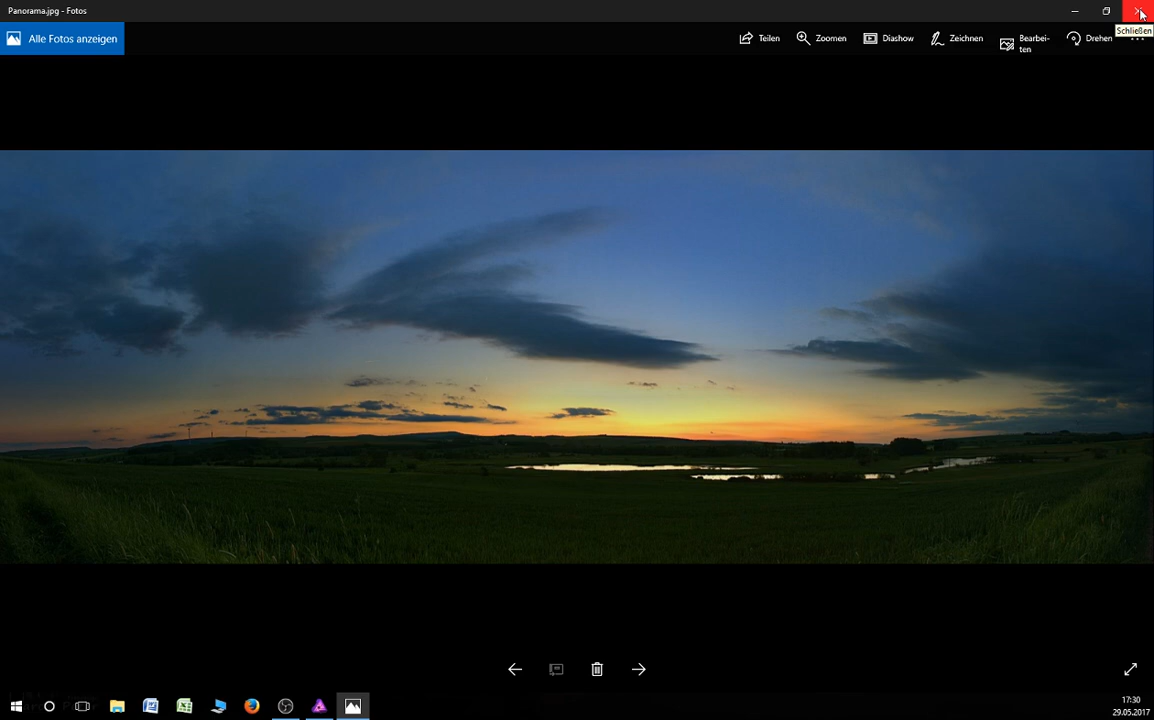 Panorama.jpg - Fotos
Alle Fotos anzeigen
Teilen
Zoomen
Diashow
Zeichnen
Bearbei-
ten
Drehen
Schließen
17:30
29.05.2017